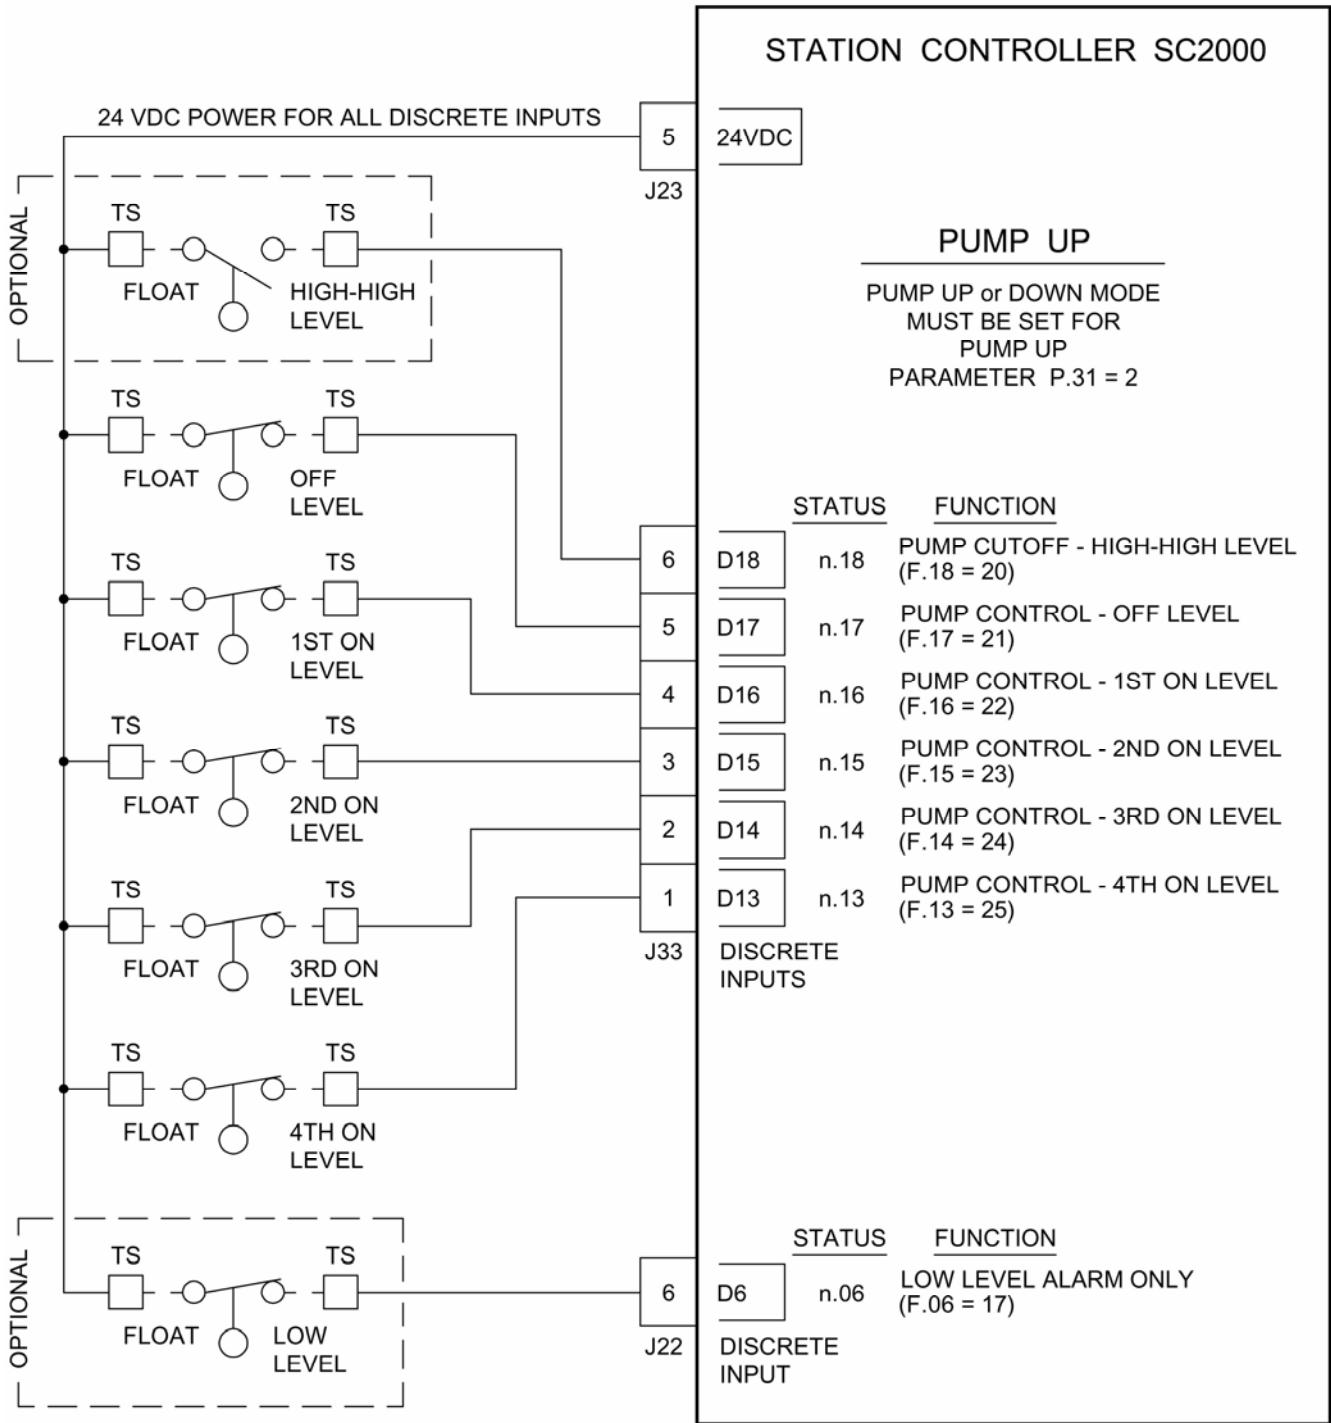 STATION CONTROLLER SC2000
24 VDC POWER FOR ALL DISCRETE INPUTS
5
24VDC
J23
OPTIONAL
TS
TS
FLOAT
HIGH-HIGH
LEVEL
PUMP UP
PUMP UP or DOWN MODE
MUST BE SET FOR
PUMP UP
PARAMETER P.31 = 2
TS
TS
FLOAT
OFF
LEVEL
TS
TS
FLOAT
1ST ON
LEVEL
TS
TS
FLOAT
2ND ON
LEVEL
TS
TS
FLOAT
3RD ON
LEVEL
TS
TS
FLOAT
4TH ON
LEVEL
STATUS FUNCTION
6 D18 n.18 PUMP CUTOFF - HIGH-HIGH LEVEL
(F.18 = 20)
5 D17 n.17 PUMP CONTROL - OFF LEVEL
(F.17 = 21)
4 D16 n.16 PUMP CONTROL - 1ST ON LEVEL
(F.16 = 22)
3 D15 n.15 PUMP CONTROL - 2ND ON LEVEL
(F.15 = 23)
2 D14 n.14 PUMP CONTROL - 3RD ON LEVEL
(F.14 = 24)
1 D13 n.13 PUMP CONTROL - 4TH ON LEVEL
(F.13 = 25)
J33 DISCRETE
INPUTS
OPTIONAL
TS
TS
FLOAT
LOW
LEVEL
STATUS FUNCTION
6 D6 n.06 LOW LEVEL ALARM ONLY
(F.06 = 17)
J22 DISCRETE
INPUT